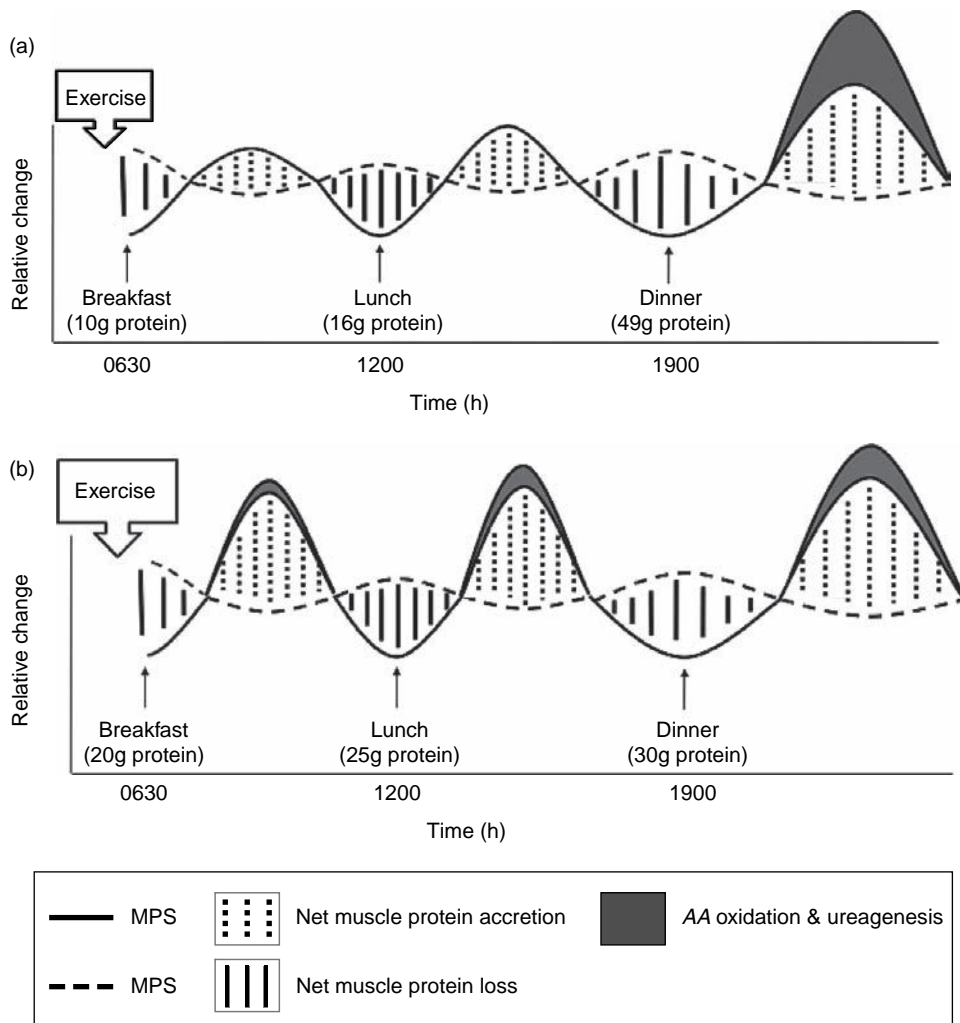 (a)
Exercise
Relative change
Breakfast
(10g protein)
Lunch
(16g protein)
Dinner
(49g protein)
0630
1200
1900
Time (h)
(b)
Exercise
Relative change
Breakfast
(20g protein)
Lunch
(25g protein)
Dinner
(30g protein)
0630
1200
1900
Time (h)
MPS
Net muscle protein accretion
AA oxidation & ureagenesis
MPS
Net muscle protein loss